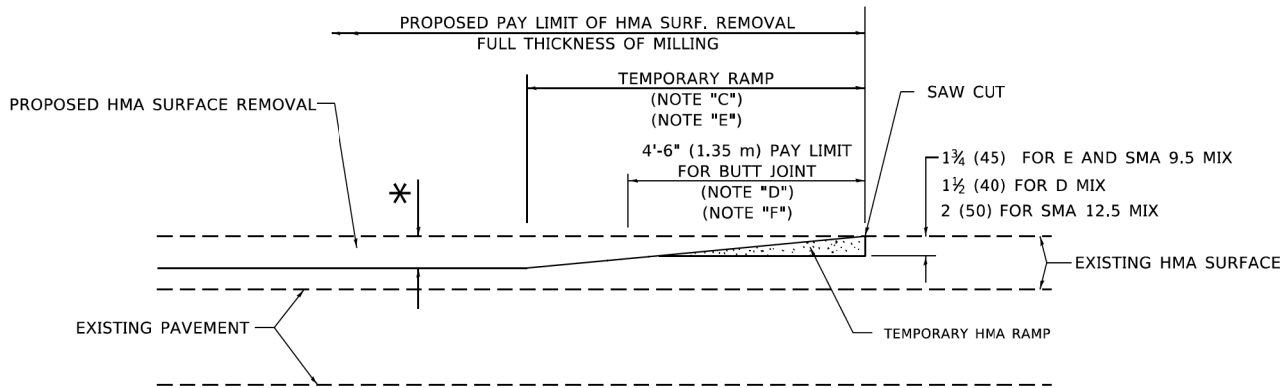 PROPOSED PAY LIMIT OF HMA SURF. REMOVAL
FULL THICKNESS OF MILLING
TEMPORARY RAMP
(NOTE "C")
(NOTE "E")
PROPOSED HMA SURFACE REMOVAL
SAW CUT
4'-6" (1.35 m) PAY LIMIT
FOR BUTT JOINT
(NOTE "D")
(NOTE "F")
1¾ (45) FOR E AND SMA 9.5 MIX
1½ (40) FOR D MIX
2 (50) FOR SMA 12.5 MIX
*
EXISTING HMA SURFACE
EXISTING PAVEMENT
TEMPORARY HMA RAMP